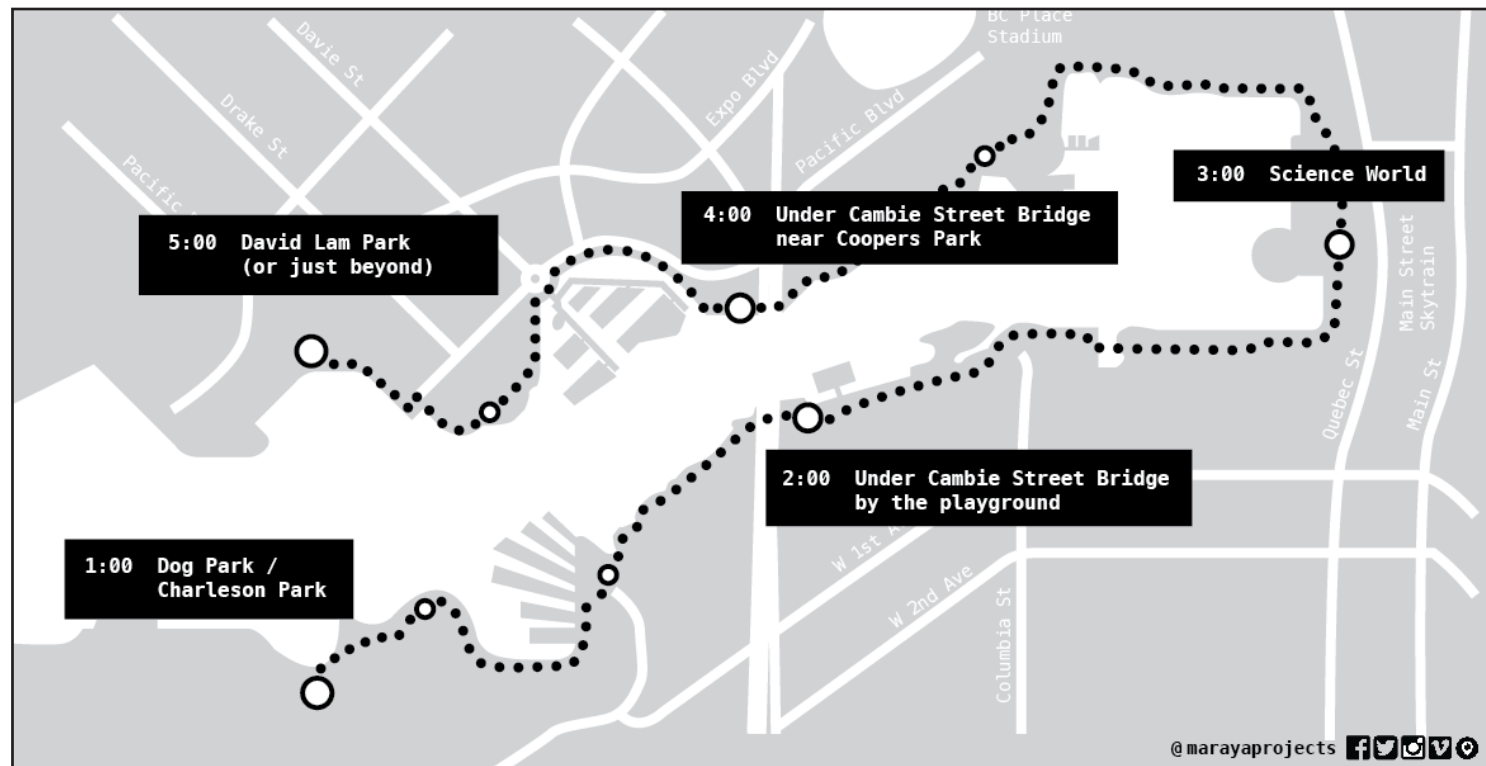 BC Place
Stadium
Davie St
Drake St
Expo Blvd
Pacific Blvd
Pacific
5:00 David Lam Park
(or just beyond)
4:00 Under Cambie Street Bridge
near Coopers Park
3:00 Science World
Main Street
Skytrain
Quebec St
Main St
2:00 Under Cambie Street Bridge
by the playground
1:00 Dog Park /
Charleson Park
W 1st
W 2nd Ave
Columbia St
@marayaprojects